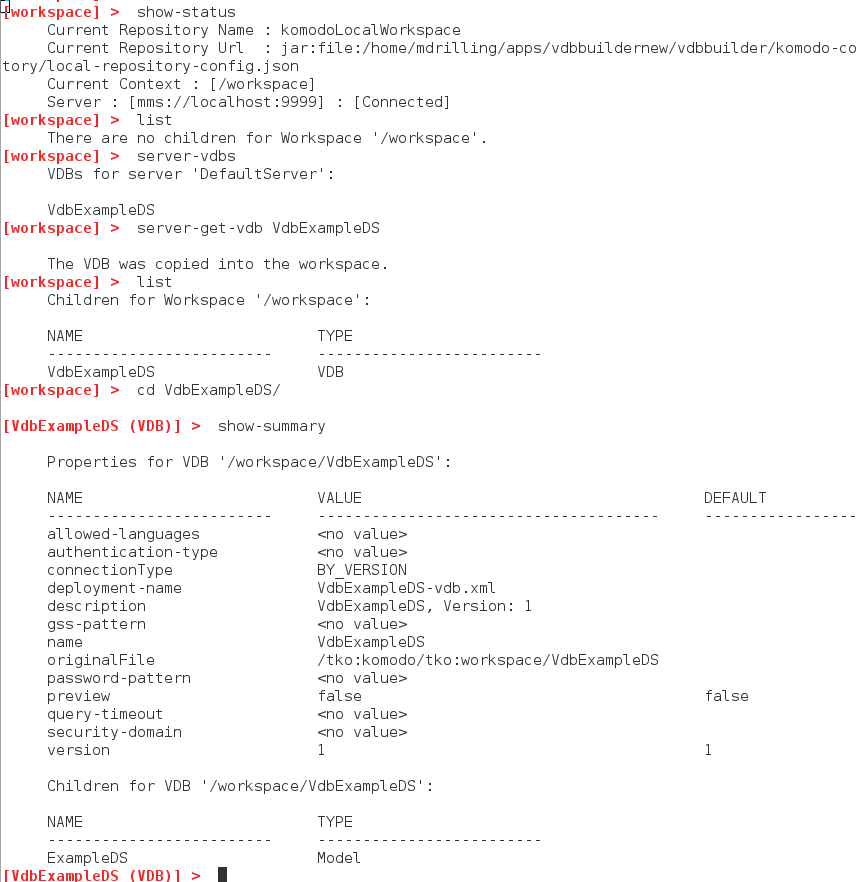 [workspace] >  show-status
     Current Repository Name : komodoLocalWorkspace
     Current Repository Url  : jar:file:/home/mdrilling/apps/vdbbuildernew/vdbbuilder/komodo-co
tory/local-repository-config.json
     Current Context : [/workspace]
     Server : [mms://localhost:9999] : [Connected]
[workspace] >  list
     There are no children for Workspace '/workspace'.
[workspace] >  server-vdbs
     VDBs for server 'DefaultServer':
     VdbExampleDS
[workspace] >  server-get-vdb VdbExampleDS
     The VDB was copied into the workspace.
[workspace] >  list
     Children for Workspace '/workspace':
     NAME                          TYPE
     -------------------------     -------------------------
     VdbExampleDS                  VDB
[workspace] >  cd VdbExampleDS/
[VdbExampleDS (VDB)] >  show-summary
     Properties for VDB '/workspace/VdbExampleDS':
     NAME                          VALUE                                      DEFAULT
     -------------------------     --------------------------------------     -----------------
     allowed-languages             <no value>
     authentication-type           <no value>
     connectionType                BY_VERSION
     deployment-name               VdbExampleDS-vdb.xml
     description                   VdbExampleDS, Version: 1
     gss-pattern                   <no value>
     name                          VdbExampleDS
     originalFile                  /tko:komodo/tko:workspace/VdbExampleDS
     password-pattern              <no value>
     preview                       false                                      false
     query-timeout                 <no value>
     security-domain               <no value>
     version                       1                                          1
     Children for VDB '/workspace/VdbExampleDS':
     NAME                          TYPE
     -------------------------     -------------------------
     ExampleDS                     Model
[VdbExampleDS (VDB)] >